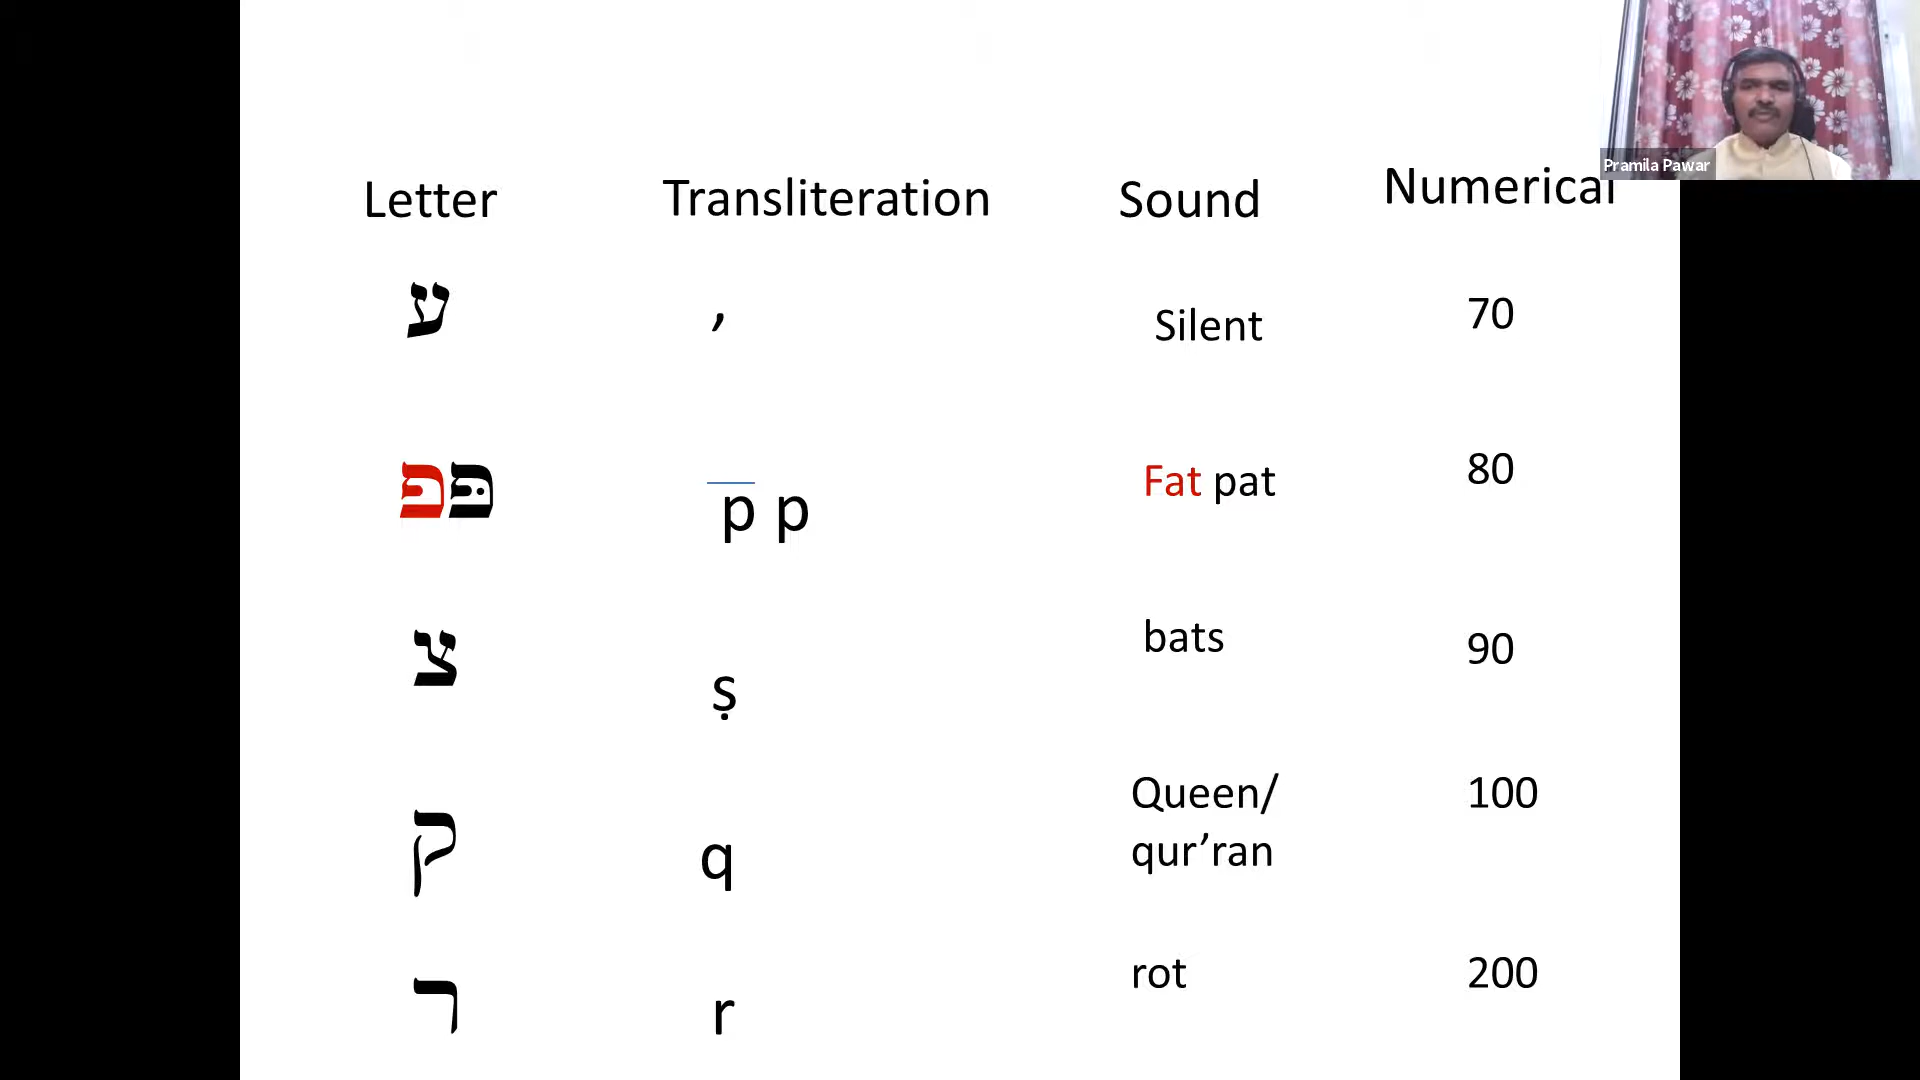 Pramila Pawar
Letter Transliteration Sound Numerical
ע , Silent 70
פפּ p̅ p Fat pat 80
צ ṣ bats 90
ק q Queen/ 100
qur’ran
ר r rot 200